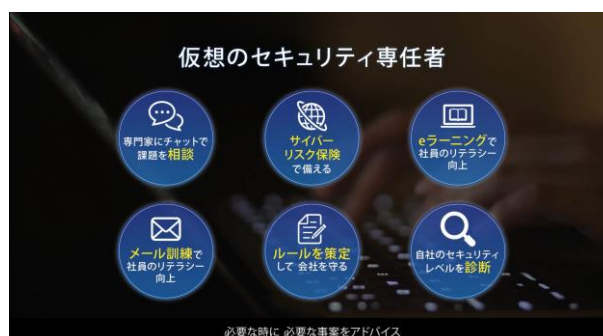 仮想のセキュリティ専任者
専門家にチャットで
課題を相談
サイバー
リスク保険
で備える
eラーニングで
社員のリテラシー
向上
メール訓練で
社員のリテラシー
向上
ルールを策定
して 会社を守る
自社のセキュリティ
レベルを診断
必要な時に 必要な事案をアドバイス